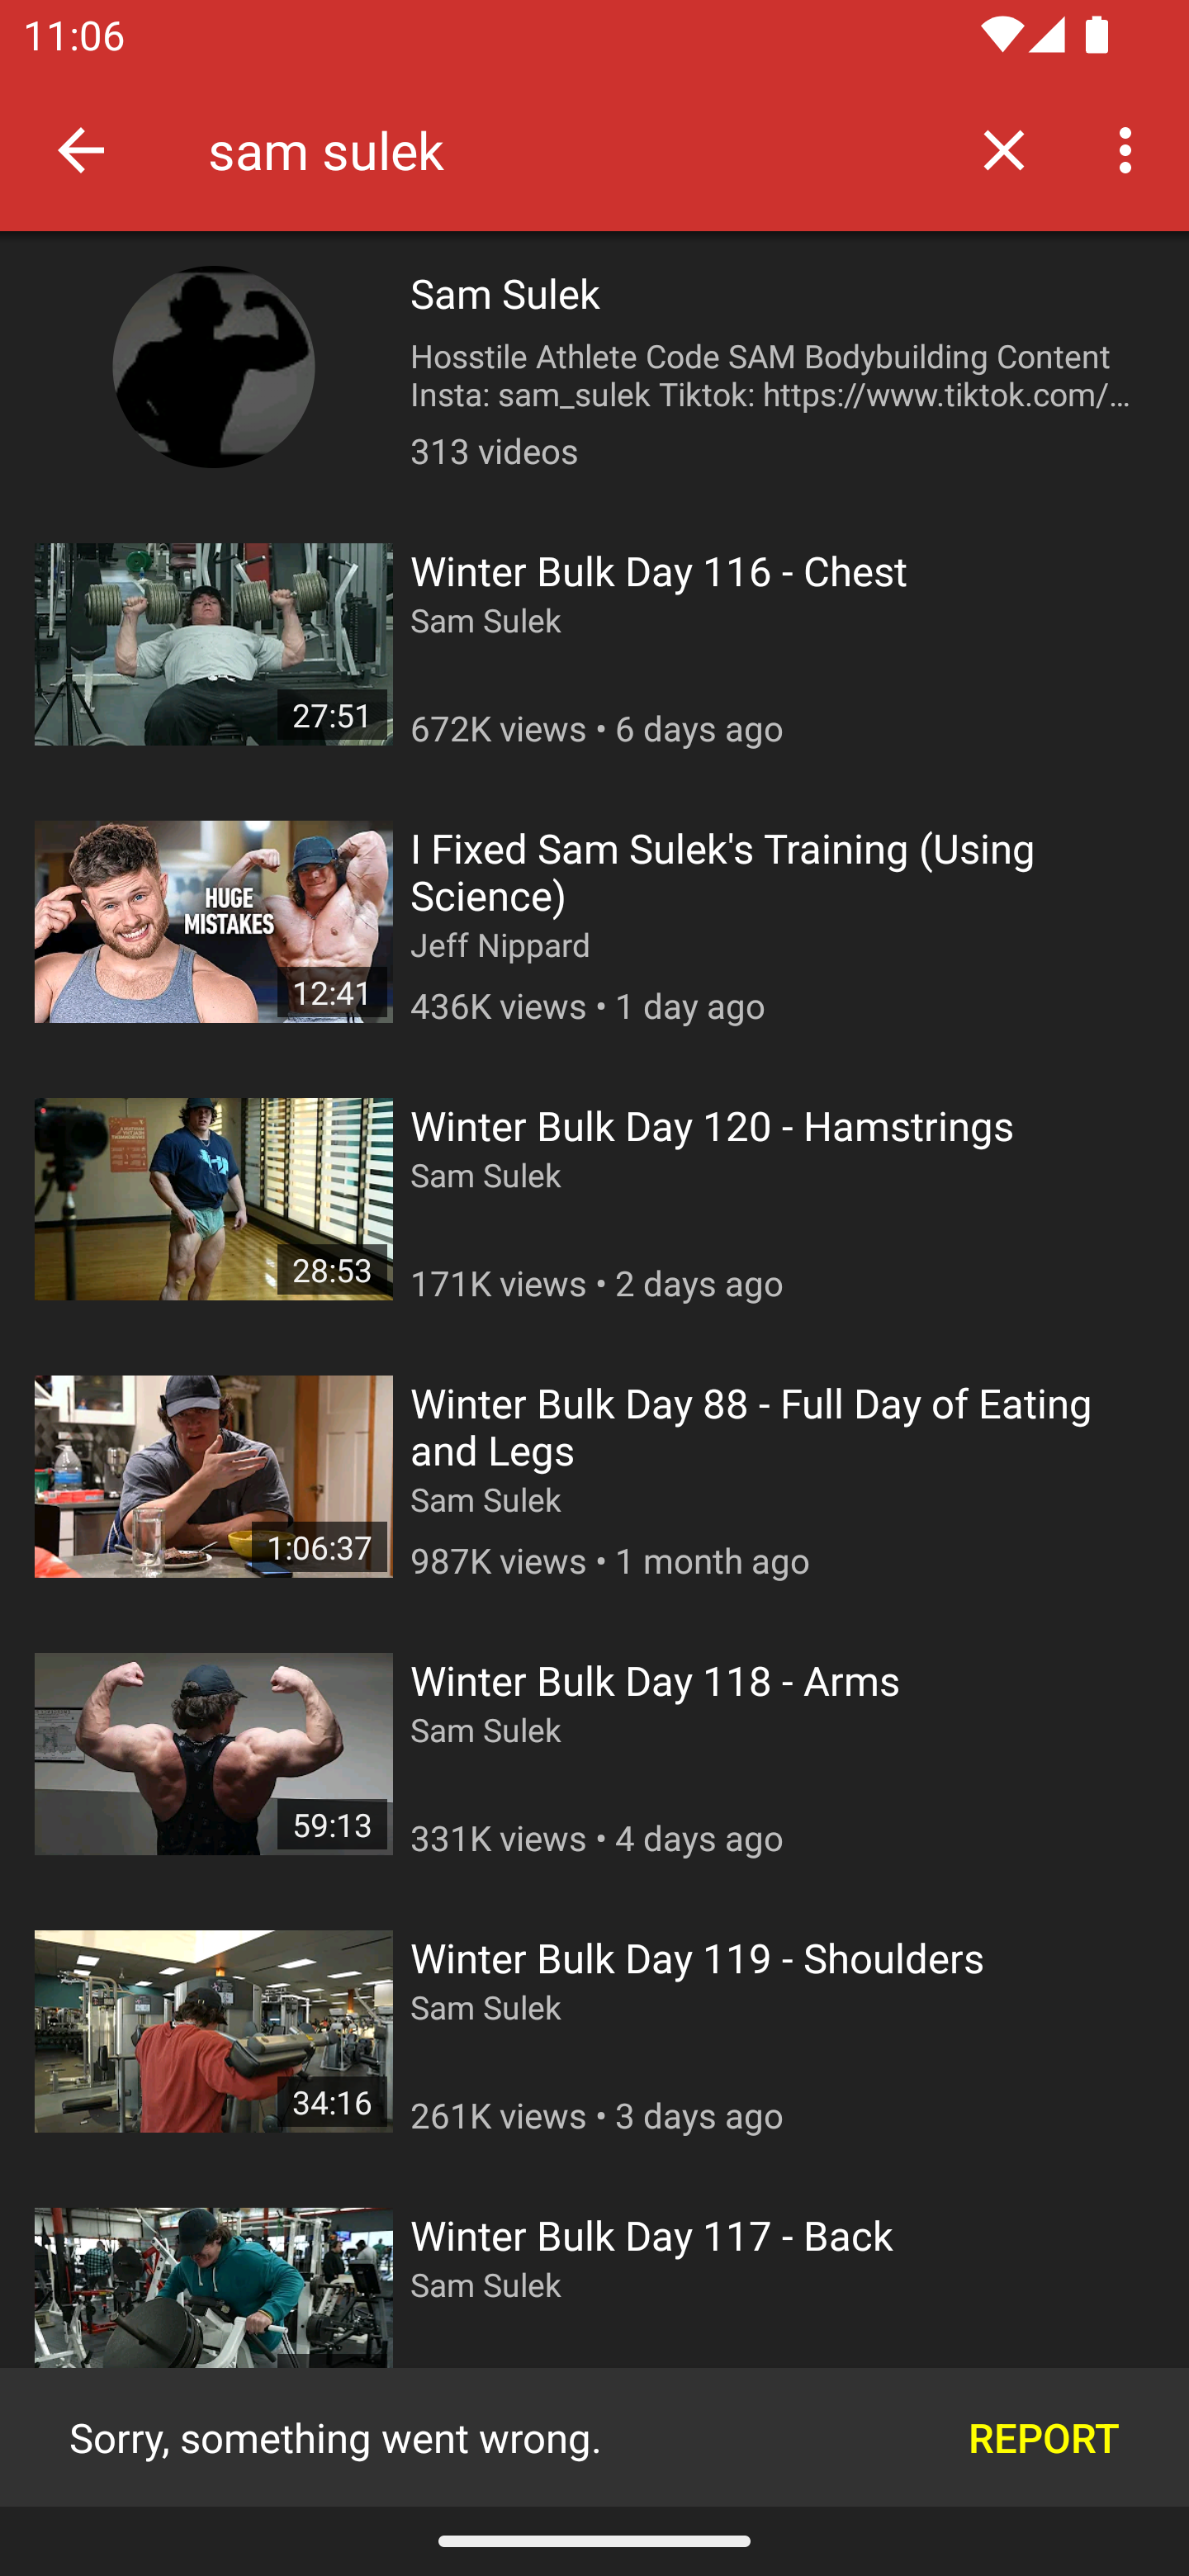 11:06
sam sulek
Sam Sulek
Hosstile Athlete Code SAM Bodybuilding Content
Insta: sam_sulek Tiktok: https://www.tiktok.com/…
313 videos
27:51
Winter Bulk Day 116 - Chest
Sam Sulek
672K views • 6 days ago
HUGE
MISTAKES
12:41
I Fixed Sam Sulek's Training (Using
Science)
Jeff Nippard
436K views • 1 day ago
28:53
Winter Bulk Day 120 - Hamstrings
Sam Sulek
171K views • 2 days ago
1:06:37
Winter Bulk Day 88 - Full Day of Eating
and Legs
Sam Sulek
987K views • 1 month ago
59:13
Winter Bulk Day 118 - Arms
Sam Sulek
331K views • 4 days ago
34:16
Winter Bulk Day 119 - Shoulders
Sam Sulek
261K views • 3 days ago
Winter Bulk Day 117 - Back
Sam Sulek
Sorry, something went wrong.
REPORT